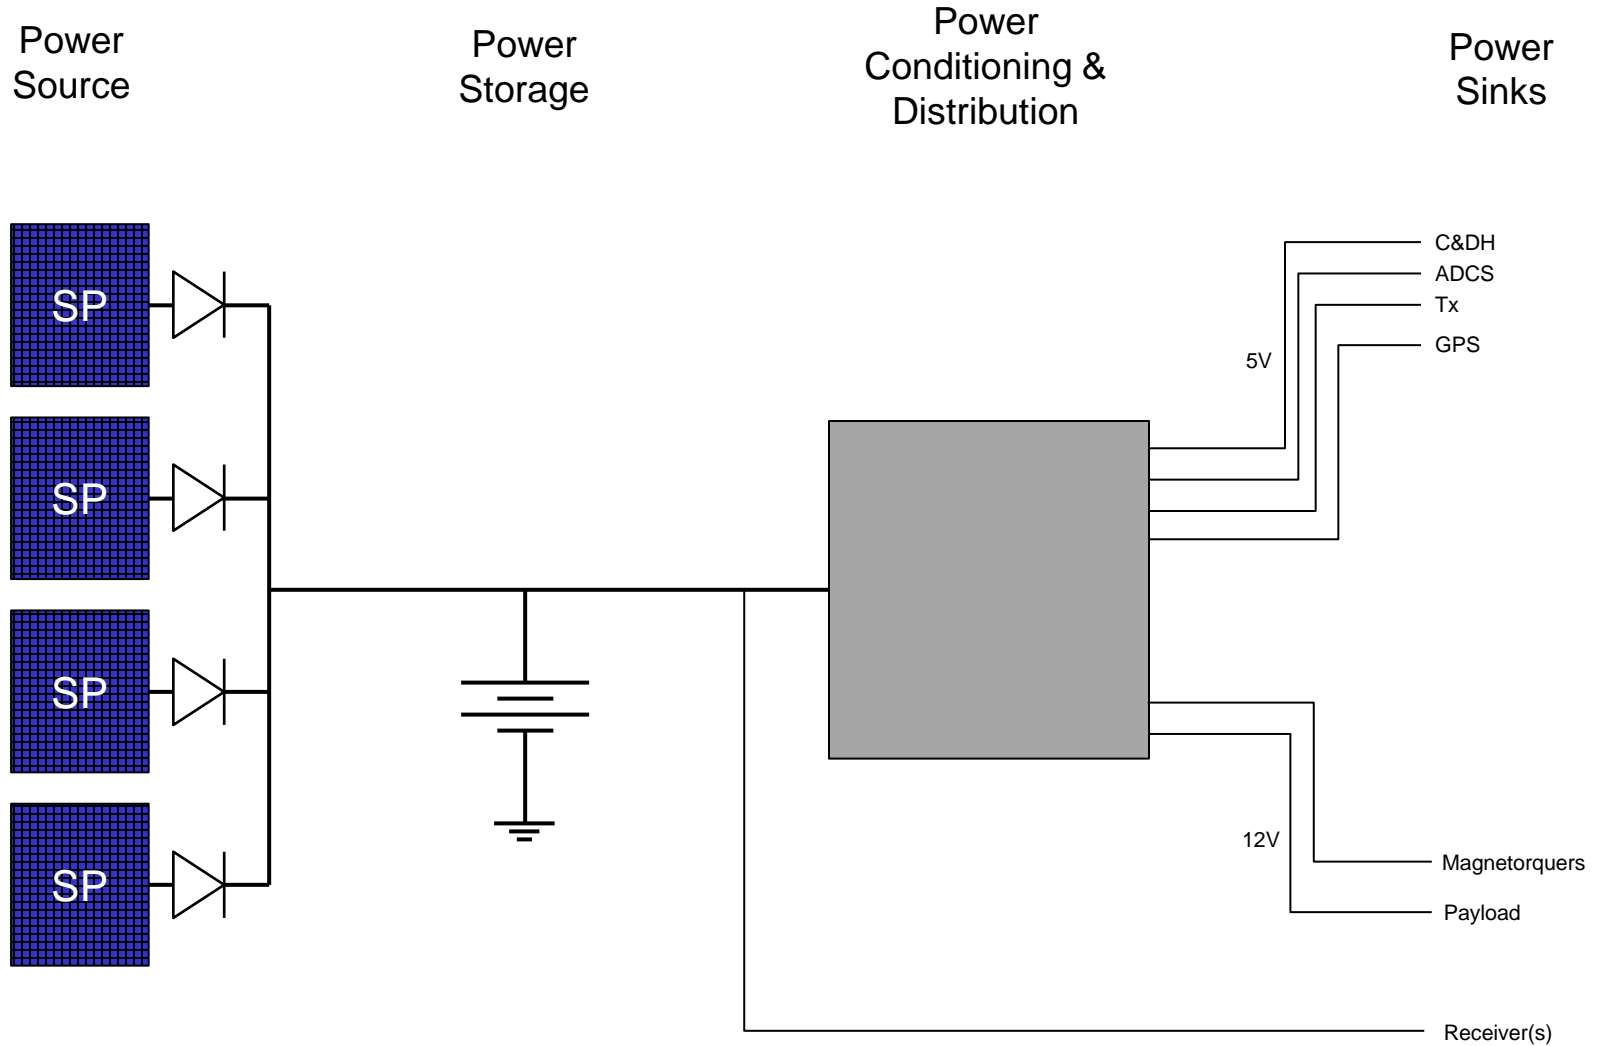 Power
Source
Power
Storage
Power
Conditioning &
Distribution
Power
Sinks
SP
SP
SP
SP
C&DH
ADCS
Tx
GPS
5V
12V
Magnetorquers
Payload
Receiver(s)